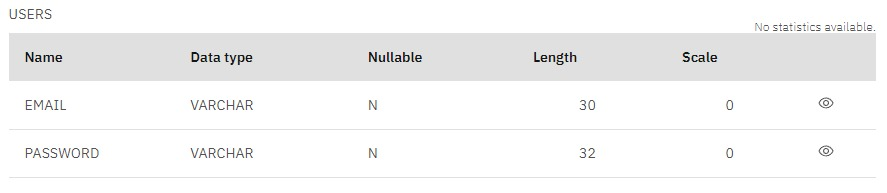 USERS
No statistics available.
Name Data type Nullable Length Scale
EMAIL VARCHAR N 30 0
PASSWORD VARCHAR N 32 0